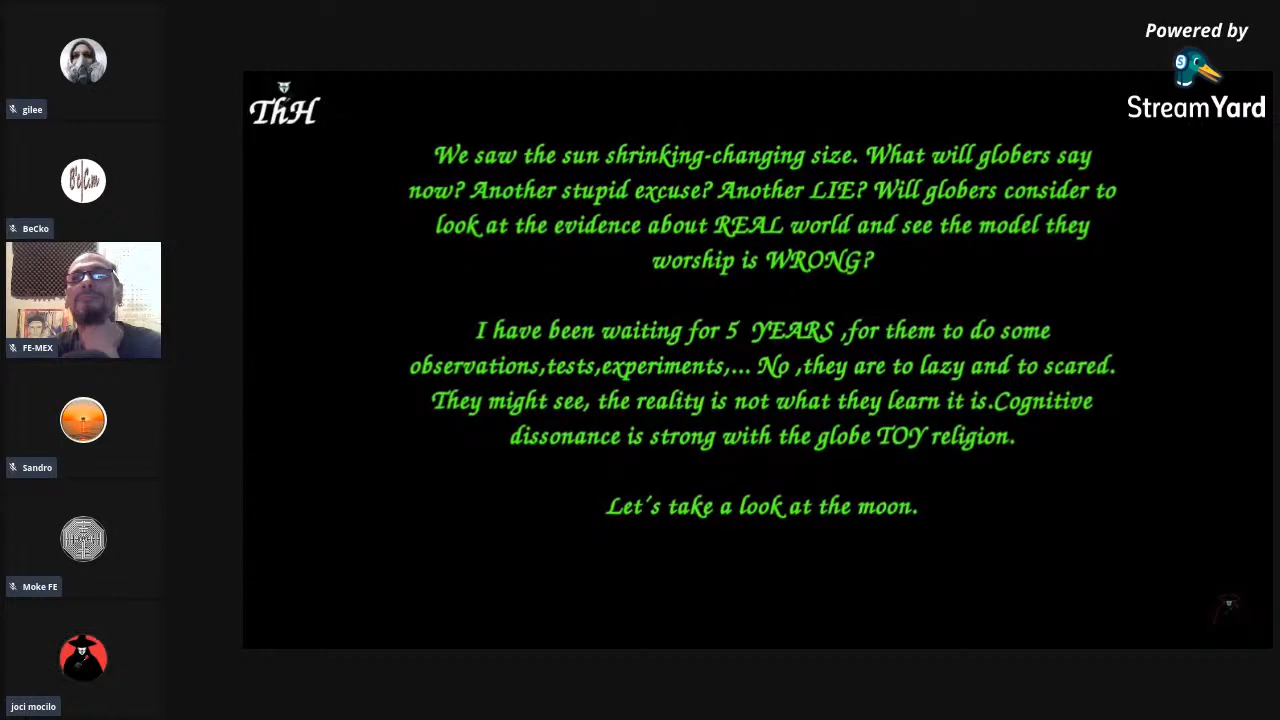 Powered by
StreamYard
gilee
ThH
We saw the sun shrinking-changing size. What will globers say
now? Another stupid excuse? Another LIE? Will globers consider to
look at the evidence about REAL world and see the model they
worship is WRONG?
I have been waiting for 5 YEARS ,for them to do some
observations,tests,experiments,... No ,they are to lazy and to scared.
They might see, the reality is not what they learn it is.Cognitive
dissonance is strong with the globe TOY religion.
Let´s take a look at the moon.
BeCko
FE-MEX
Sandro
Moke FE
joci mocilo